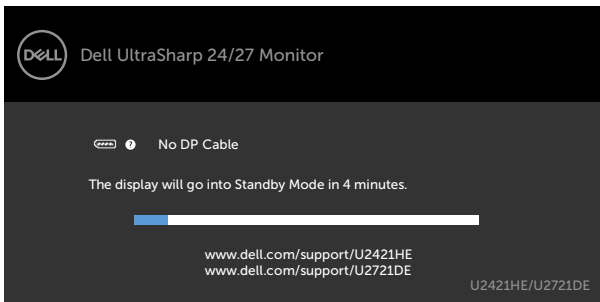 DELL
Dell UltraSharp 24/27 Monitor
? No DP Cable
The display will go into Standby Mode in 4 minutes.
www.dell.com/support/U2421HE
www.dell.com/support/U2721DE
U2421HE/U2721DE